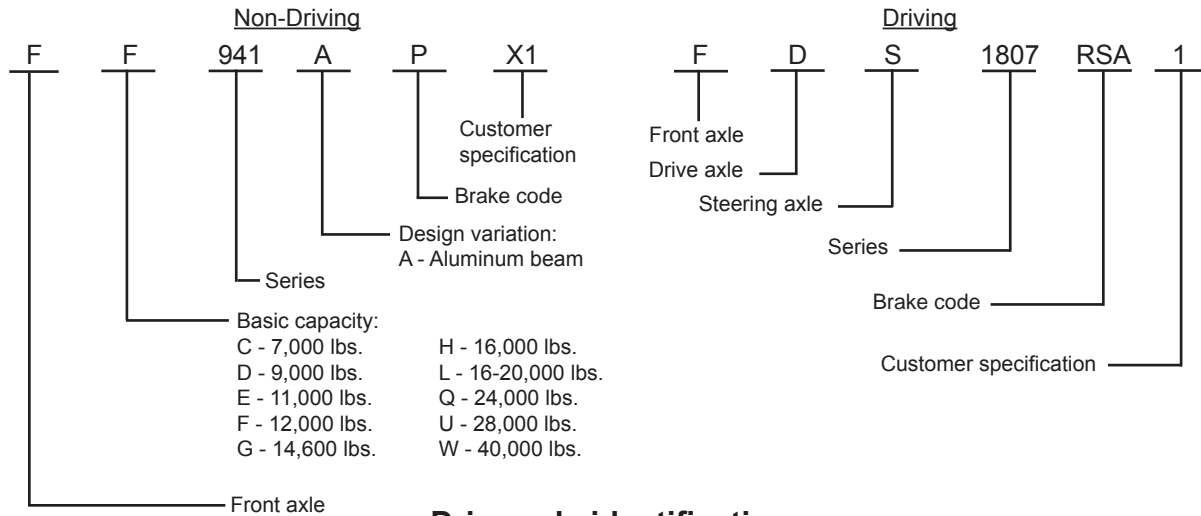 Non-Driving
F F 941 A P X1
Customer
specification
Brake code
Design variation:
A - Aluminum beam
Series
Basic capacity:
C - 7,000 lbs. H - 16,000 lbs.
D - 9,000 lbs. L - 16-20,000 lbs.
E - 11,000 lbs. Q - 24,000 lbs.
F - 12,000 lbs. U - 28,000 lbs.
G - 14,600 lbs. W - 40,000 lbs.
Front axle
Driving
F D S 1807 RSA 1
Front axle
Drive axle
Steering axle
Series
Brake code
Customer specification